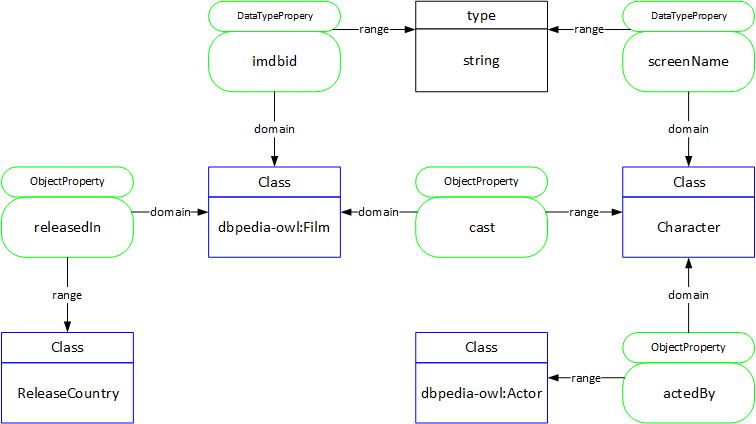 DataTypePropery
type
DataTypePropery
range
range
imdbid
string
screenName
domain
domain
ObjectProperty
Class
ObjectProperty
Class
releasedIn
domain
dbpedia-owl:Film
domain
cast
range
Character
range
domain
Class
Class
ObjectProperty
ReleaseCountry
dbpedia-owl:Actor
range
actedBy